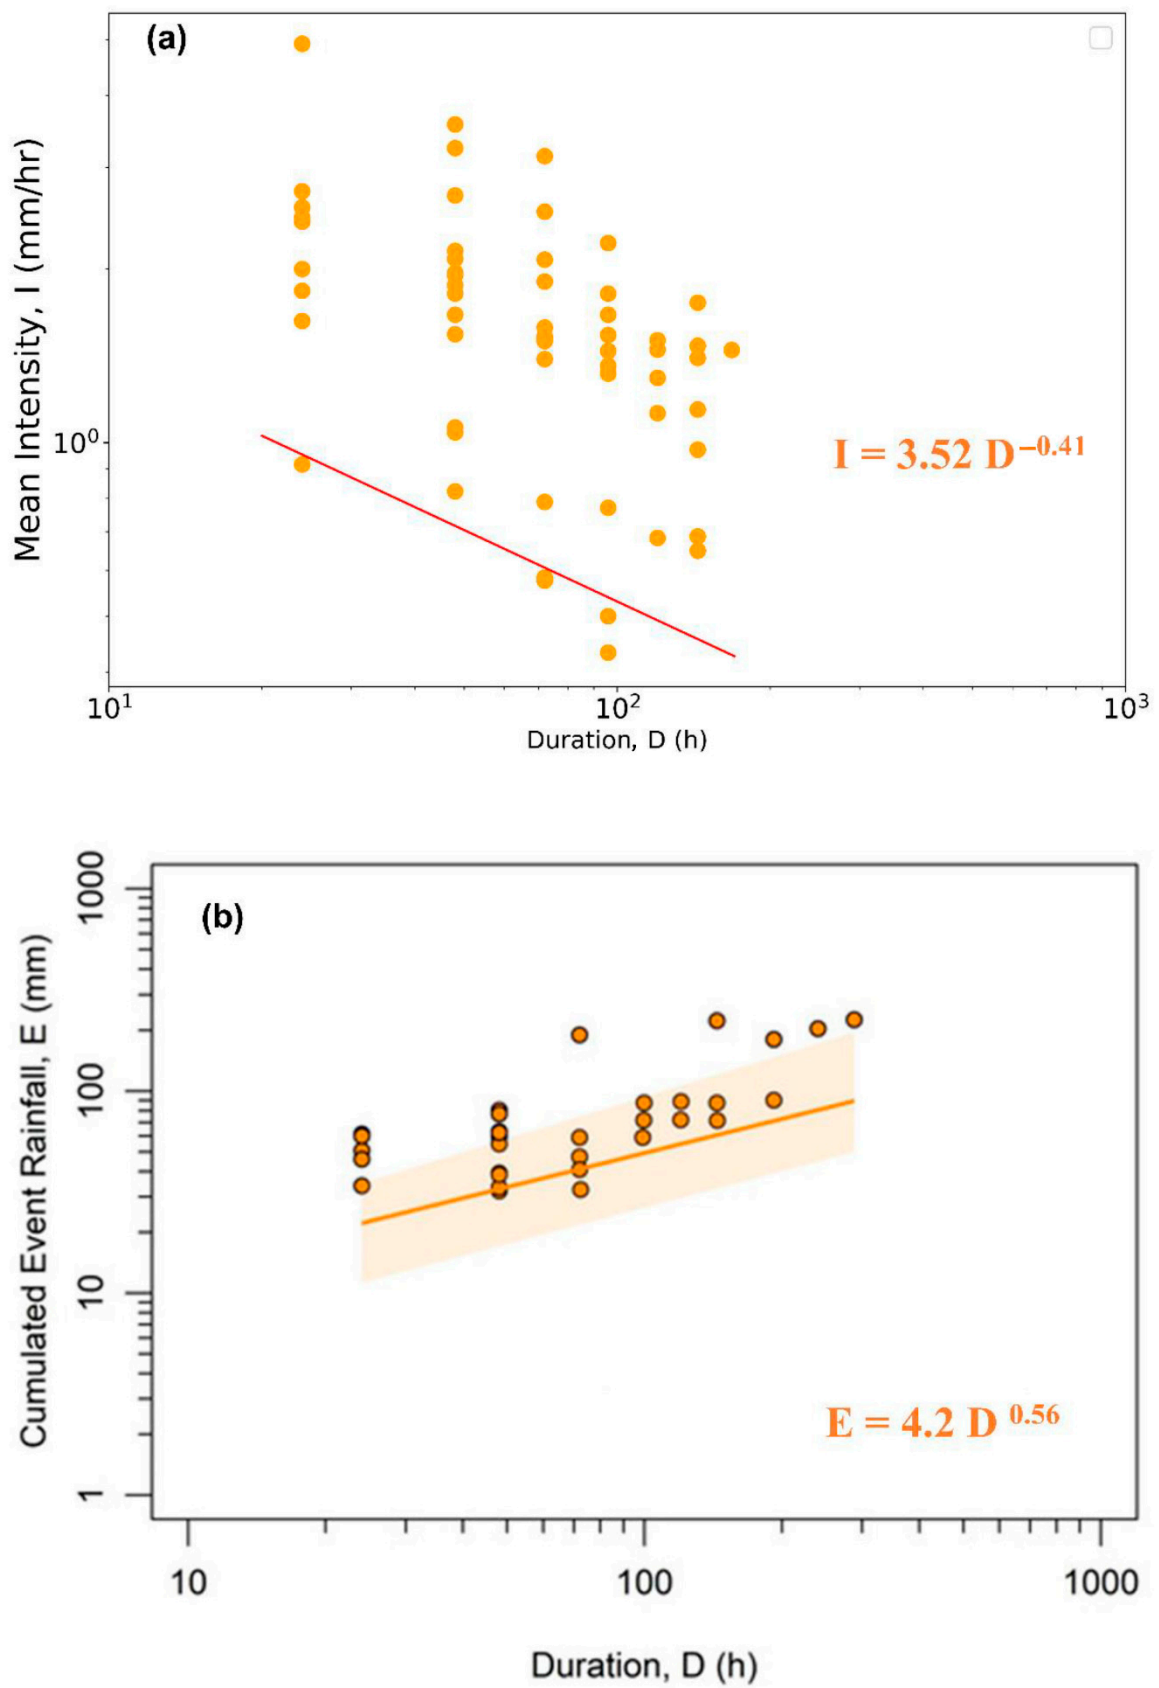 (a)
Mean Intensity, I (mm/hr)
10⁰
I = 3.52 D⁻⁰·⁴¹
10¹ 10² 10³
Duration, D (h)
(b)
Cumulated Event Rainfall, E (mm)
1000
100
10
1
E = 4.2 D ⁰·⁵⁶
10 100 1000
Duration, D (h)